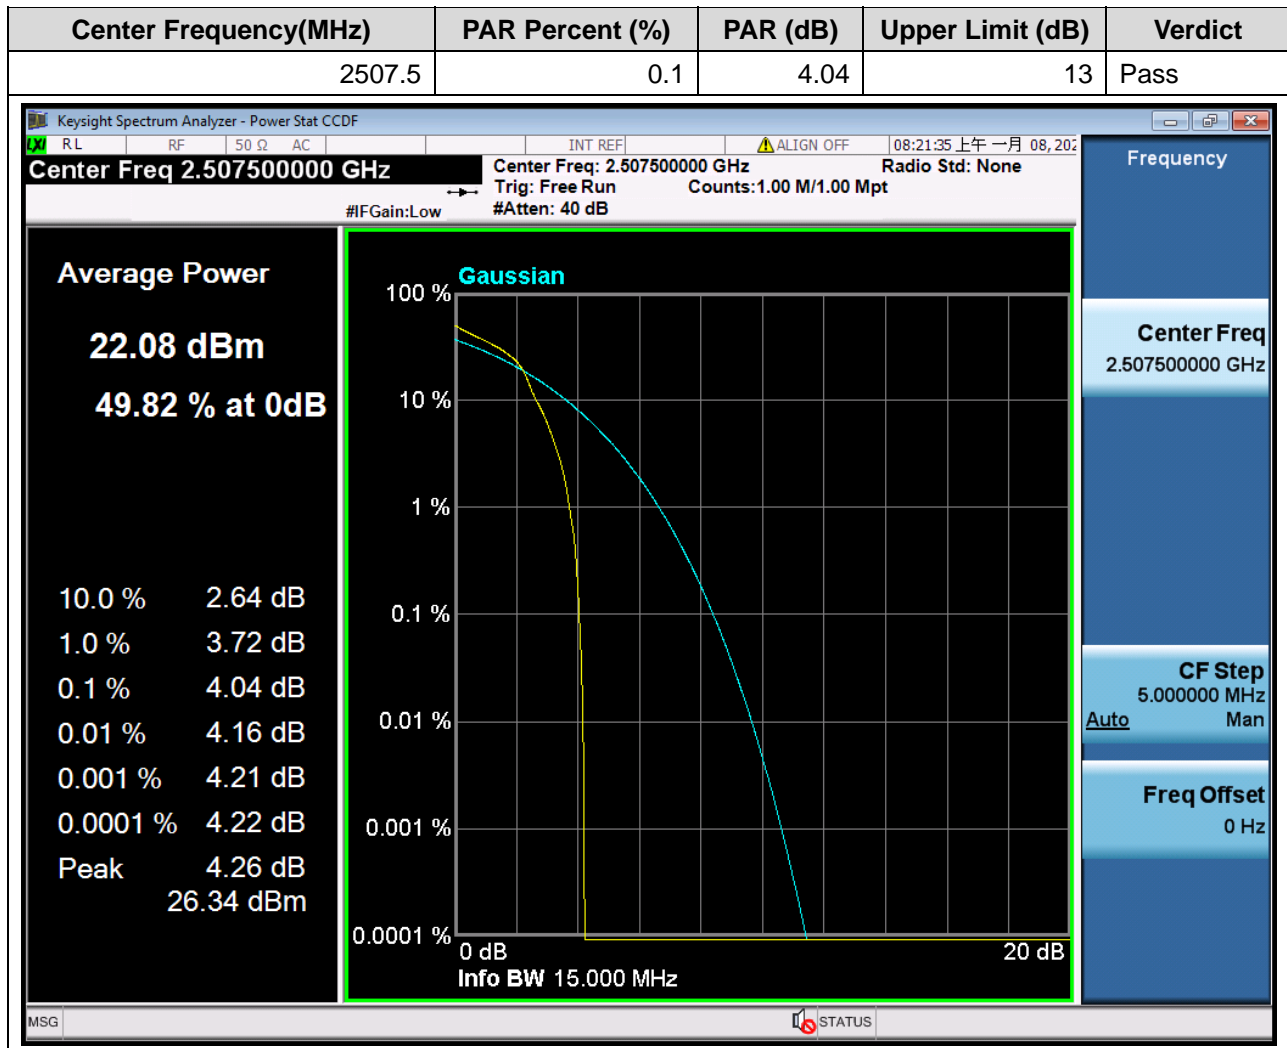 Center Frequency(MHz) PAR Percent (%) PAR (dB) Upper Limit (dB) Verdict
2507.5 0.1 4.04 13 Pass
Keysight Spectrum Analyzer - Power Stat CCDF
LXI RL RF 50 Ω AC INT REF ALIGN OFF 08:21:35 上午 一月 08, 202
Center Freq 2.507500000 GHz
Center Freq: 2.507500000 GHz Radio Std: None
Trig: Free Run Counts:1.00 M/1.00 Mpt
#IFGain:Low #Atten: 40 dB
Average Power
22.08 dBm
49.82 % at 0dB
10.0 % 2.64 dB
1.0 % 3.72 dB
0.1 % 4.04 dB
0.01 % 4.16 dB
0.001 % 4.21 dB
0.0001 % 4.22 dB
Peak 4.26 dB
26.34 dBm
Gaussian
100 %
10 %
1 %
0.1 %
0.01 %
0.001 %
0.0001 %
0 dB 20 dB
Info BW 15.000 MHz
Frequency
Center Freq
2.507500000 GHz
CF Step
5.000000 MHz
Auto Man
Freq Offset
0 Hz
MSG STATUS